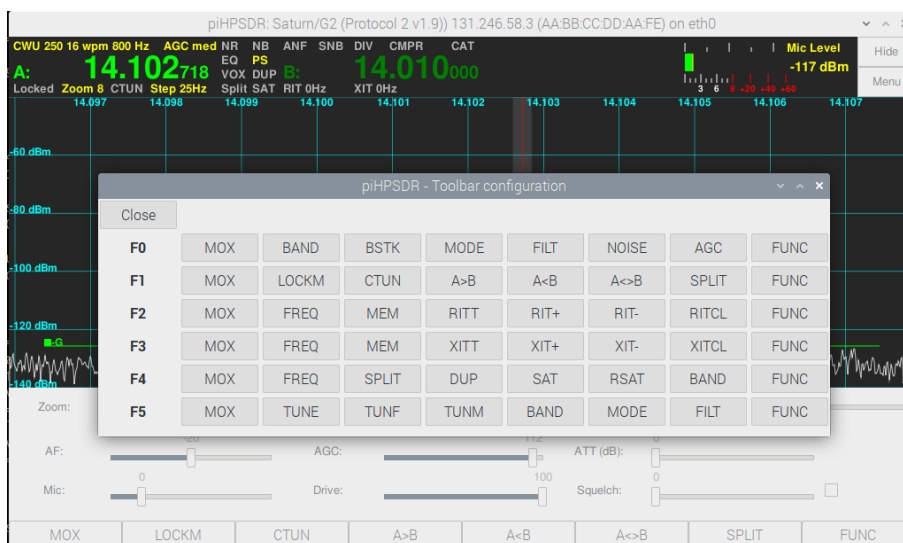 piHPSDR: Saturn/G2 (Protocol 2 v1.9)) 131.246.58.3 (AA:BB:CC:DD:AA:FE) on eth0
CWU 250 16 wpm 800 Hz AGC med NR NB ANF SNB DIV CMPR CAT
EQ PS
A: 14.102718 VOX DUP B: 14.010000
Locked Zoom 8 CTUN Step 25Hz Split SAT RIT 0Hz XIT 0Hz
Mic Level
-117 dBm
3 6 9 +20 +40 +60
Hide
Menu
14.097 14.098 14.099 14.100 14.101 14.102 14.103 14.104 14.105 14.106 14.107
-60 dBm
-80 dBm
-100 dBm
-120 dBm
-G
-140 dBm
piHPSDR - Toolbar configuration
Close
F0 MOX BAND BSTK MODE FILT NOISE AGC FUNC
F1 MOX LOCKM CTUN A>B A<B A<>B SPLIT FUNC
F2 MOX FREQ MEM RITT RIT+ RIT- RITCL FUNC
F3 MOX FREQ MEM XITT XIT+ XIT- XITCL FUNC
F4 MOX FREQ SPLIT DUP SAT RSAT BAND FUNC
F5 MOX TUNE TUNF TUNM BAND MODE FILT FUNC
Zoom:
-20 112 0
AF: AGC: ATT (dB):
0 100 0
Mic: Drive: Squelch:
MOX LOCKM CTUN A>B A<B A<>B SPLIT FUNC